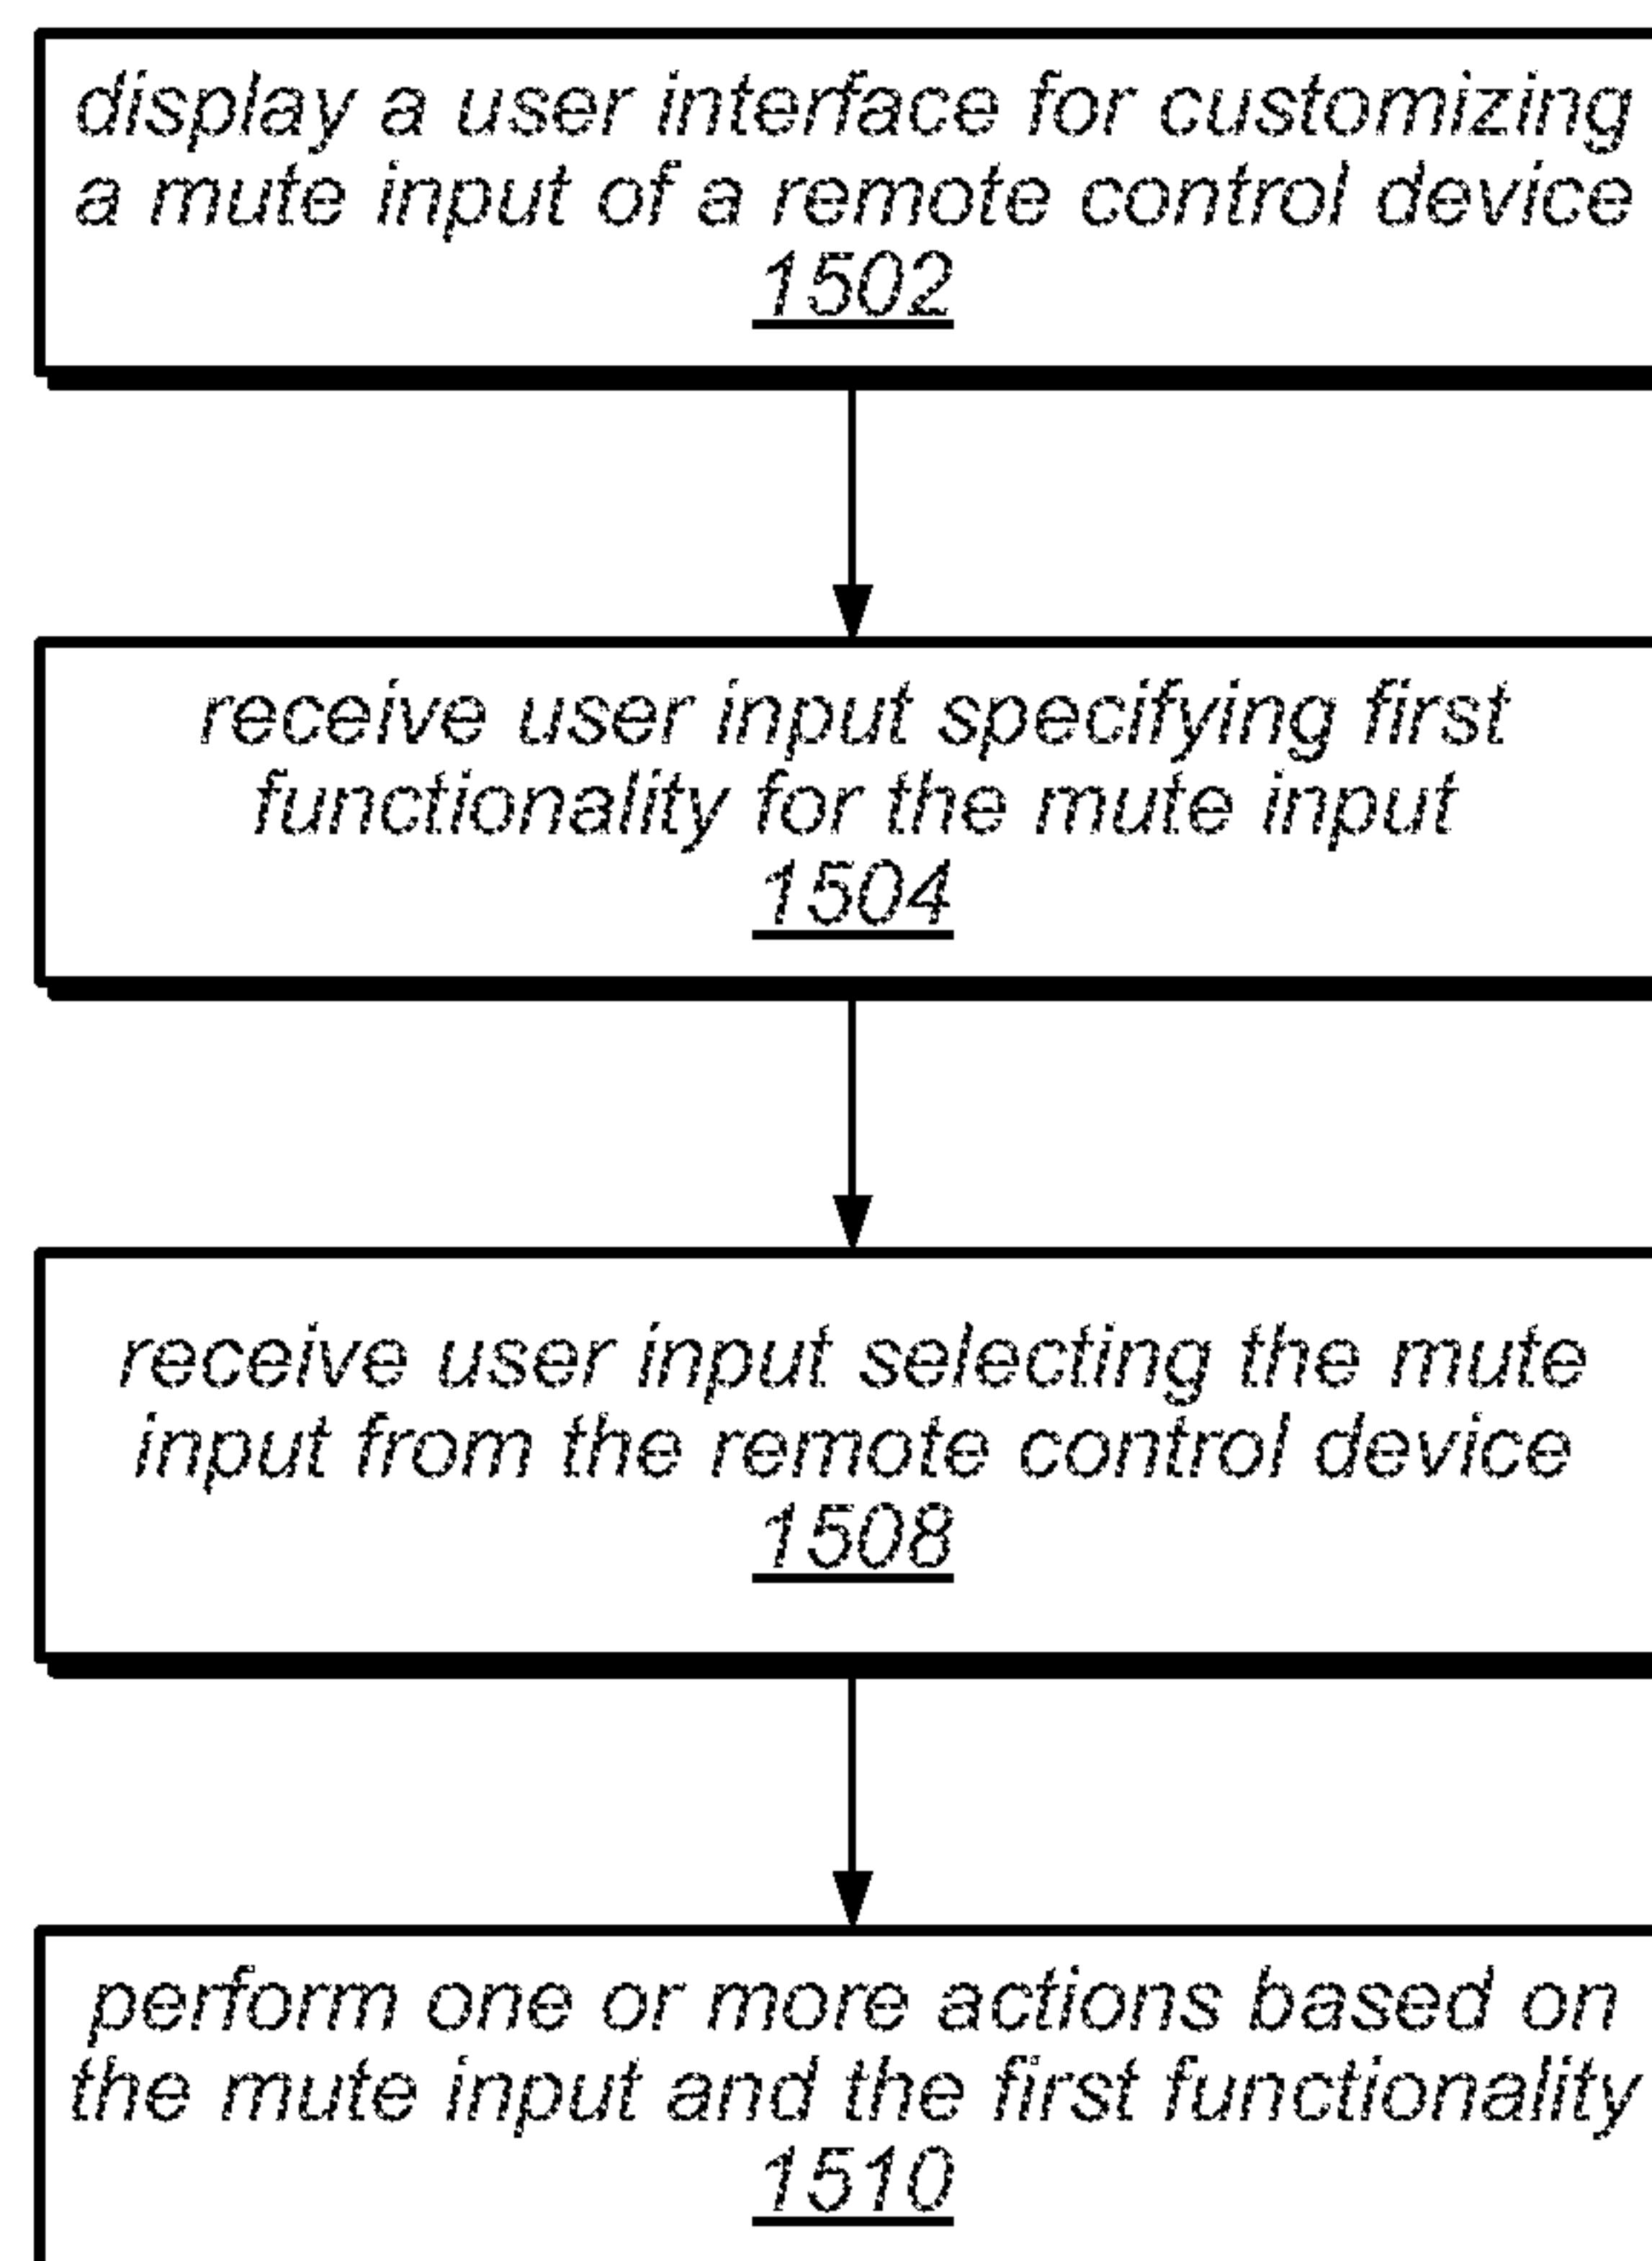 display a user interface for customizing
a mute input of a remote control device
1502
receive user input specifying first
functionality for the mute input
1504
receive user input selecting the mute
input from the remote control device
1508
perform one or more actions based on
the mute input and the first functionality
1510